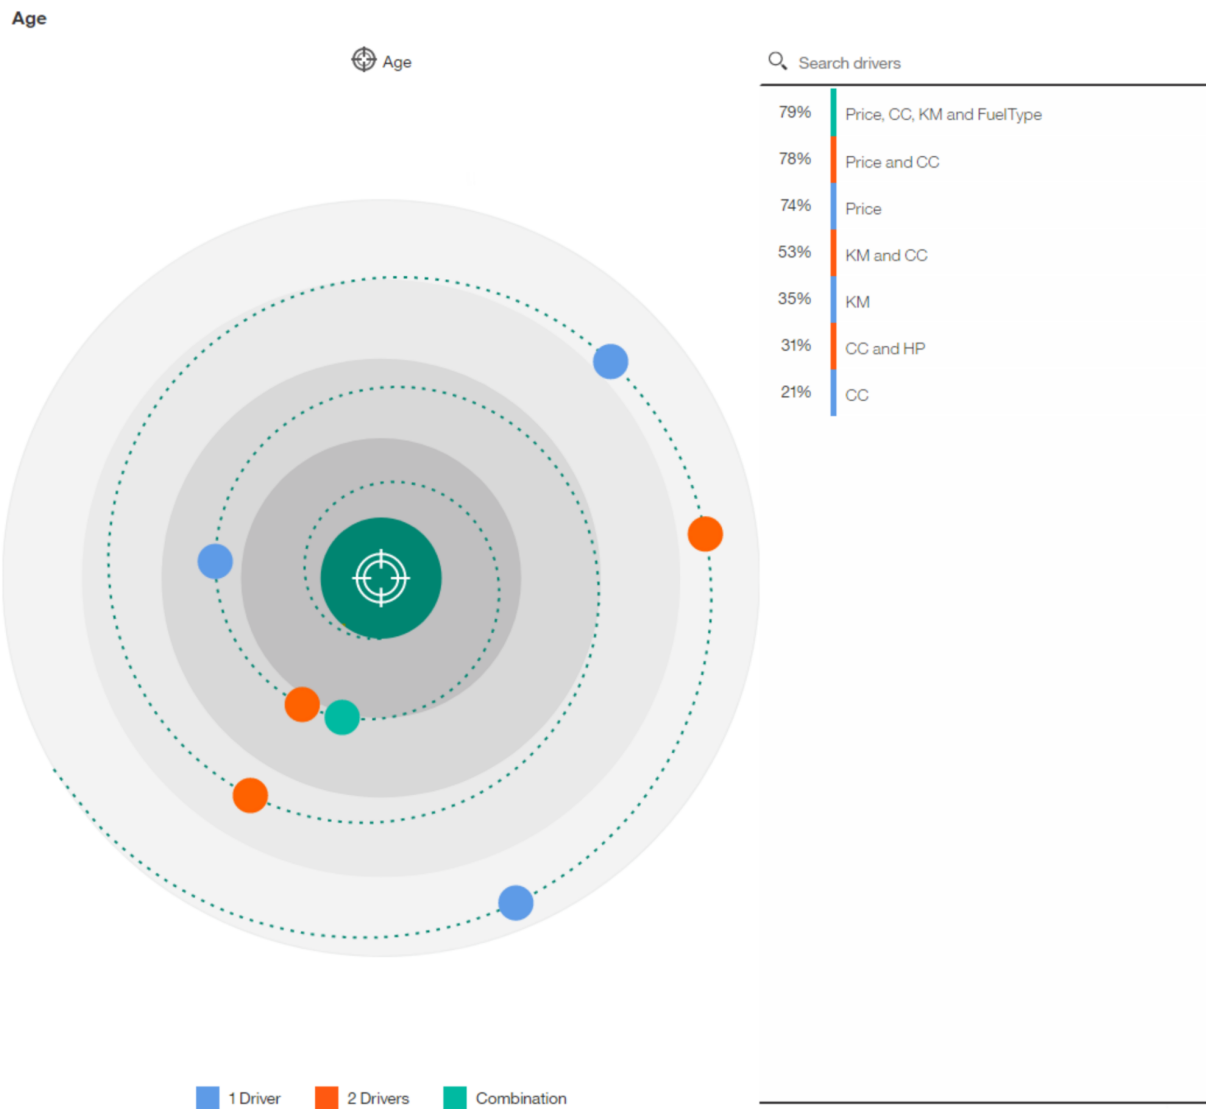 Age
Age
Search drivers
79% Price, CC, KM and FuelType
78% Price and CC
74% Price
53% KM and CC
35% KM
31% CC and HP
21% CC
1 Driver 2 Drivers Combination